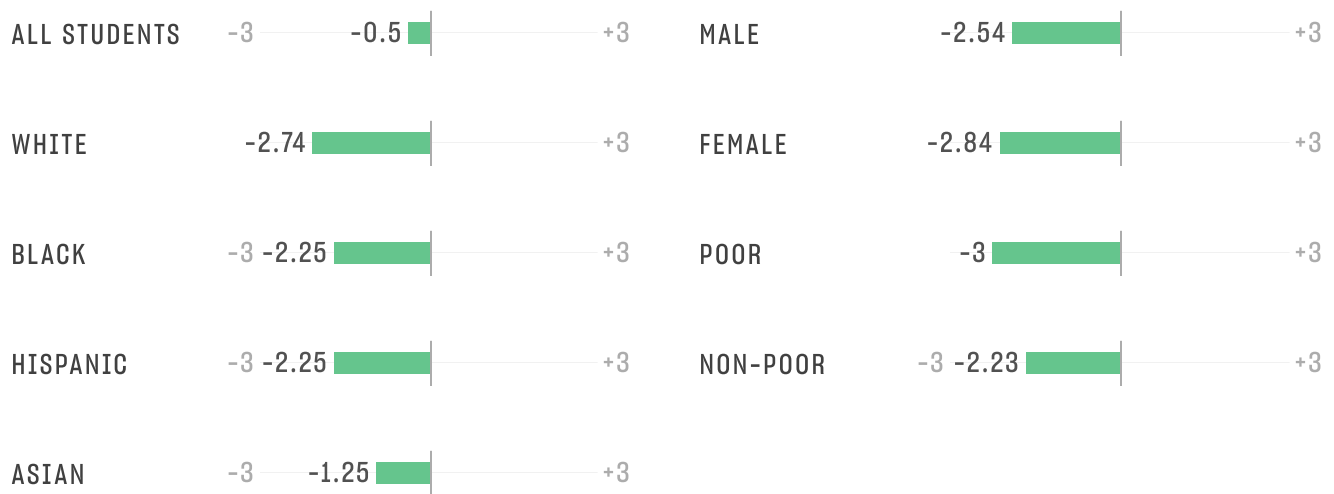 ALL STUDENTS -3 -0.5 +3
WHITE -2.74 +3
BLACK -3 -2.25 +3
HISPANIC -3 -2.25 +3
ASIAN -3 -1.25 +3
MALE -2.54 +3
FEMALE -2.84 +3
POOR -3 +3
NON-POOR -3 -2.23 +3